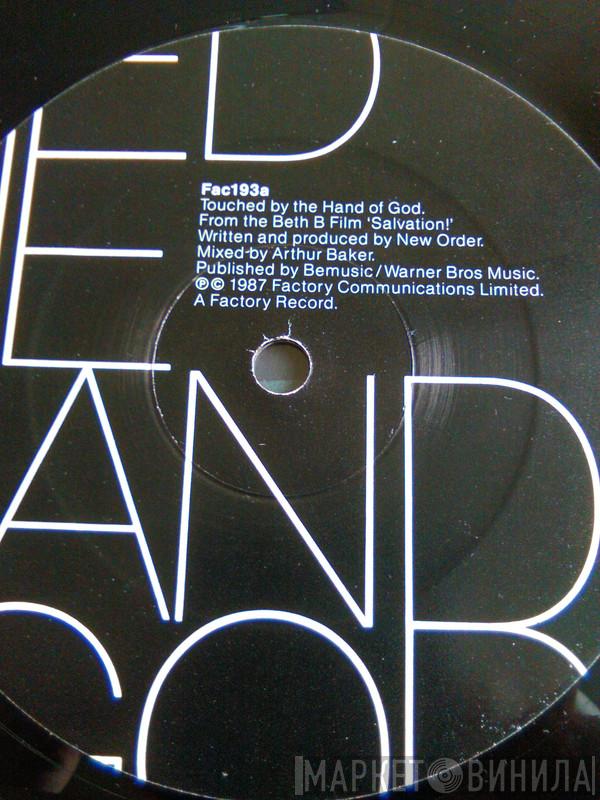 ED
Fac193a
Touched by the Hand of God.
From the Beth B Film ‘Salvation!’
Written and produced by New Order.
Mixed by Arthur Baker.
Published by Bemusic/Warner Bros Music.
℗© 1987 Factory Communications Limited.
A Factory Record.
E
AND
МАРКЕТ ВИНИЛА